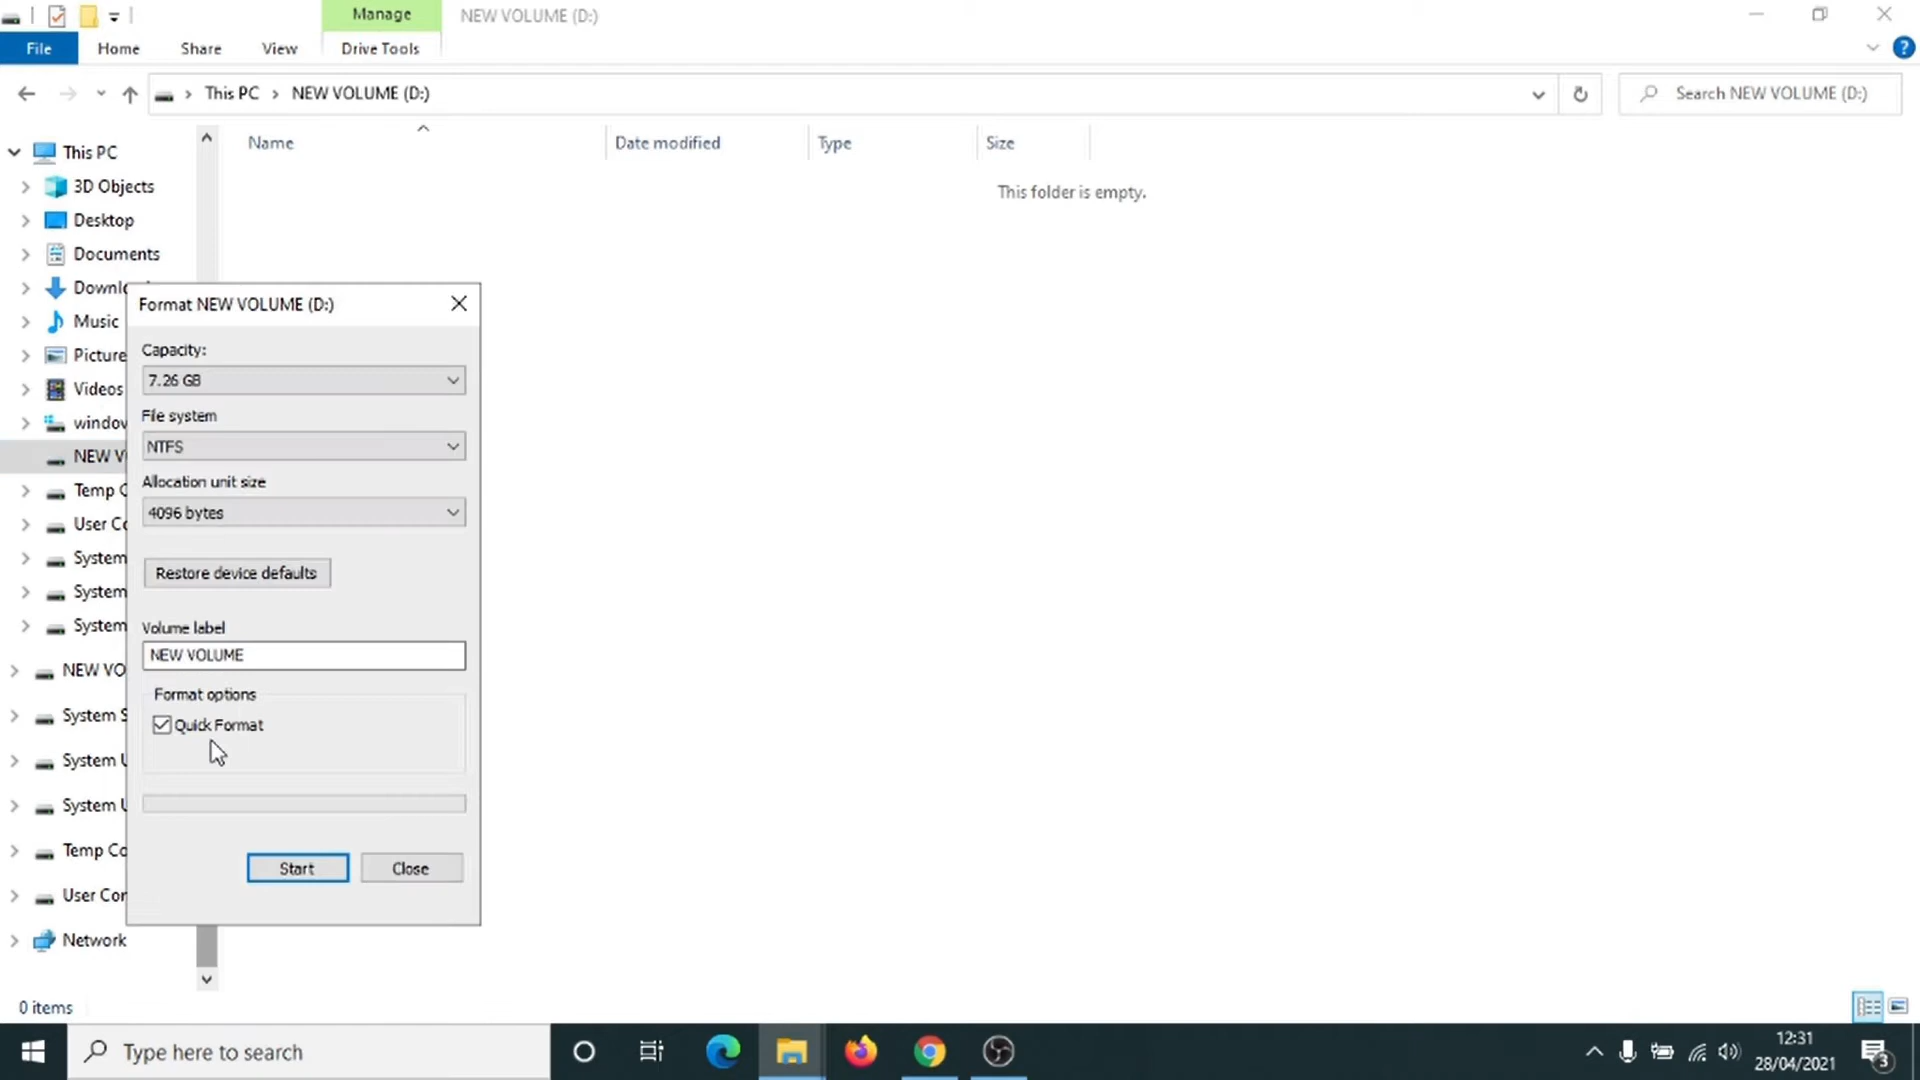 Manage
NEW VOLUME (D:)
File
Home
Share
View
Drive Tools
?
This PC
NEW VOLUME (D:)
Search NEW VOLUME (D:)
Name
Date modified
Type
Size
This folder is empty.
This PC
3D Objects
Desktop
Documents
Downl
Music
Picture
Videos
window
NEW V
Temp C
User Co
System
System
System
NEW VO
System S
System U
System U
Temp Co
User Con
Network
Format NEW VOLUME (D:)
Capacity:
7.26 GB
File system
NTFS
Allocation unit size
4096 bytes
Restore device defaults
Volume label
NEW VOLUME
Format options
Quick Format
Start
Close
0 items
Type here to search
12:31
28/04/2021
3